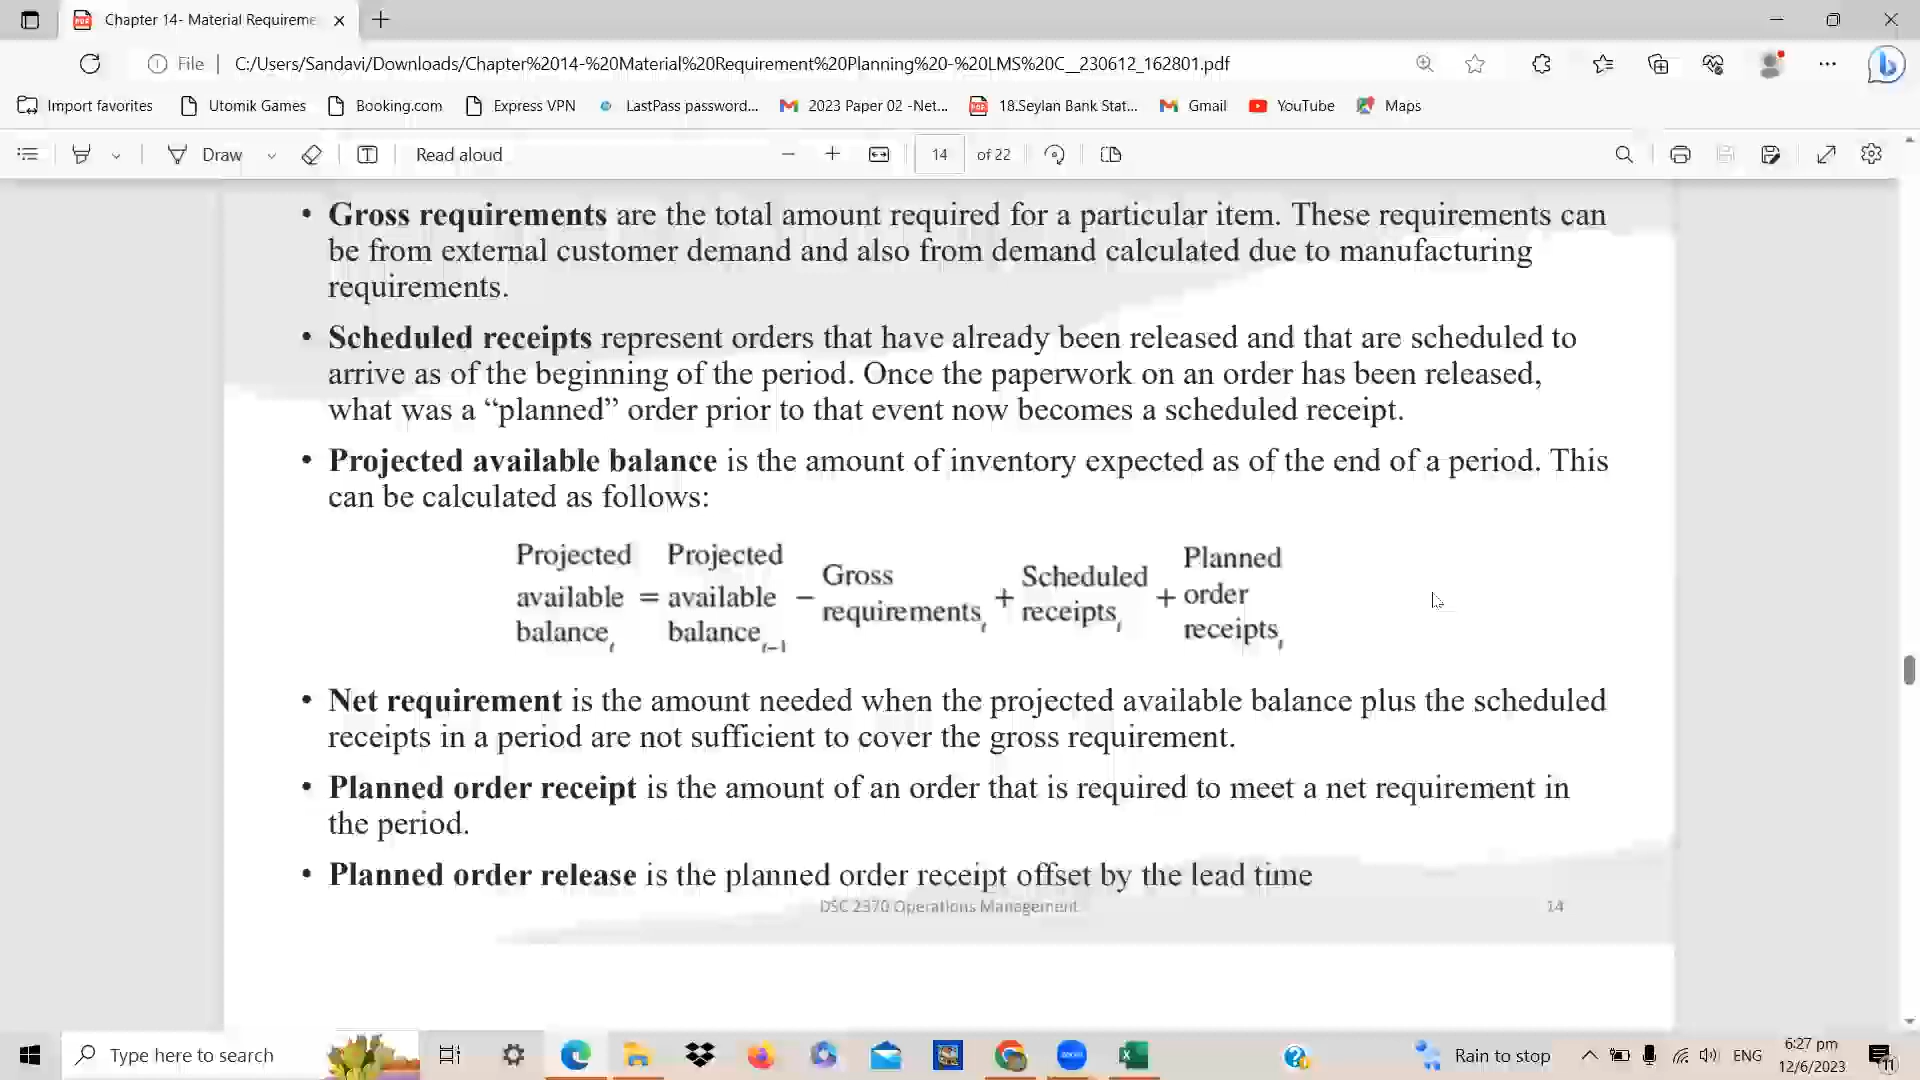 Chapter 14- Material Requireme
File C:/Users/Sandavi/Downloads/Chapter%2014-%20Material%20Requirement%20Planning%20-%20LMS%20C__230612_162801.pdf
Import favorites Utomik Games Booking.com Express VPN LastPass password... 2023 Paper 02 -Net... 18.Seylan Bank Stat... Gmail YouTube Maps
Draw Read aloud 14 of 22
• Gross requirements are the total amount required for a particular item. These requirements can
be from external customer demand and also from demand calculated due to manufacturing
requirements.
• Scheduled receipts represent orders that have already been released and that are scheduled to
arrive as of the beginning of the period. Once the paperwork on an order has been released,
what was a “planned” order prior to that event now becomes a scheduled receipt.
• Projected available balance is the amount of inventory expected as of the end of a period. This
can be calculated as follows:
Projected available balance t = Projected available balance t−1 − Gross requirements t + Scheduled receipts t + Planned order receipts t
• Net requirement is the amount needed when the projected available balance plus the scheduled
receipts in a period are not sufficient to cover the gross requirement.
• Planned order receipt is the amount of an order that is required to meet a net requirement in
the period.
• Planned order release is the planned order receipt offset by the lead time
DSC 2370 Operations Management 14
Type here to search zoom Rain to stop ENG 6:27 pm
12/6/2023 11